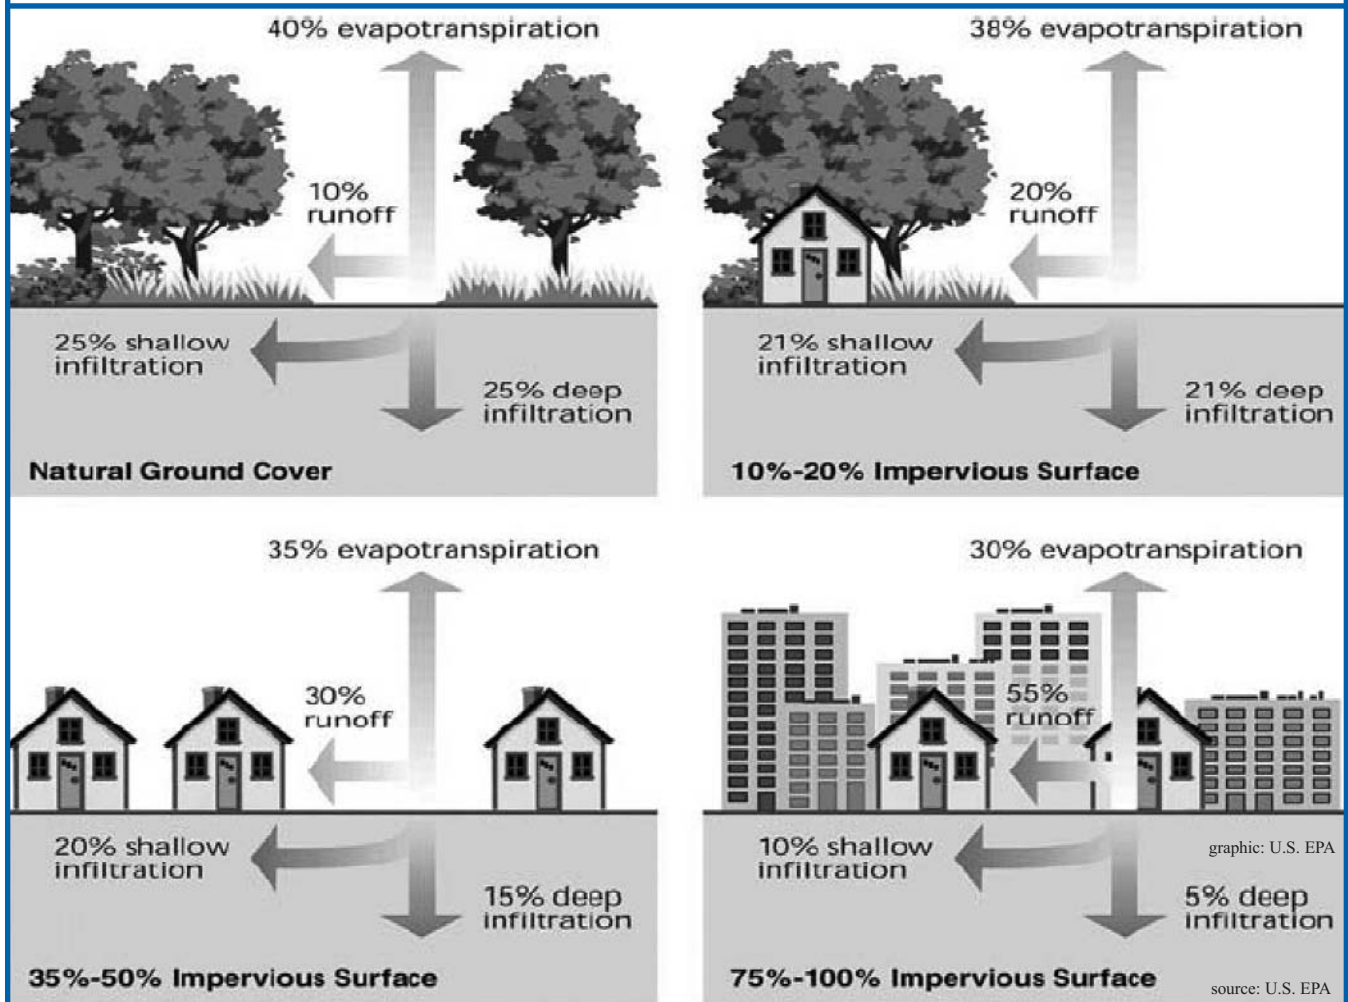 40% evapotranspiration
10%
runoff
25% shallow
infiltration
25% deep
infiltration
Natural Ground Cover
38% evapotranspiration
20%
runoff
21% shallow
infiltration
21% deep
infiltration
10%-20% Impervious Surface
35% evapotranspiration
30%
runoff
20% shallow
infiltration
15% deep
infiltration
35%-50% Impervious Surface
30% evapotranspiration
55%
runoff
10% shallow
infiltration
graphic: U.S. EPA
5% deep
infiltration
75%-100% Impervious Surface
source: U.S. EPA